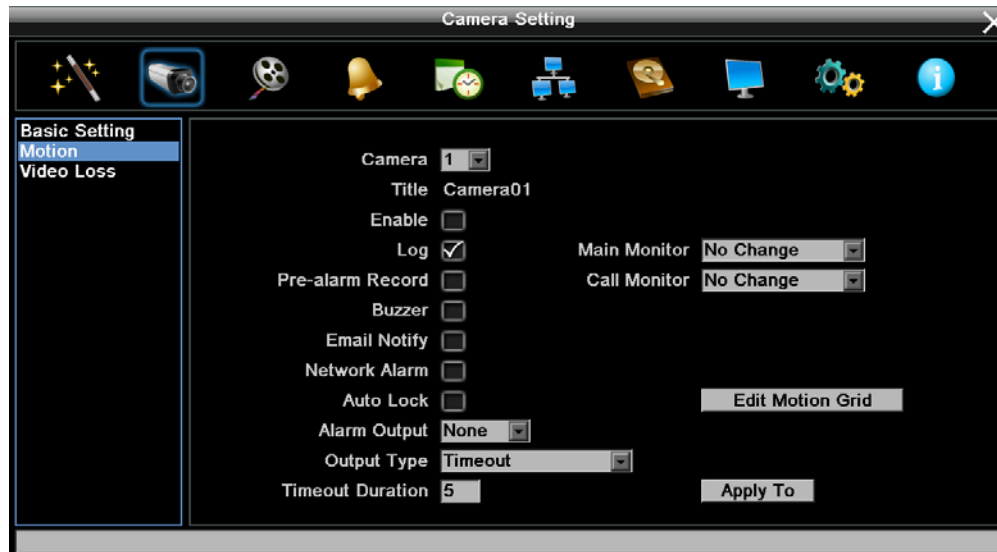 Camera Setting
Basic Setting
Motion
Video Loss
Camera 1
Title Camera01
Enable
Log Main Monitor No Change
Pre-alarm Record Call Monitor No Change
Buzzer
Email Notify
Network Alarm
Auto Lock Edit Motion Grid
Alarm Output None
Output Type Timeout
Timeout Duration 5 Apply To